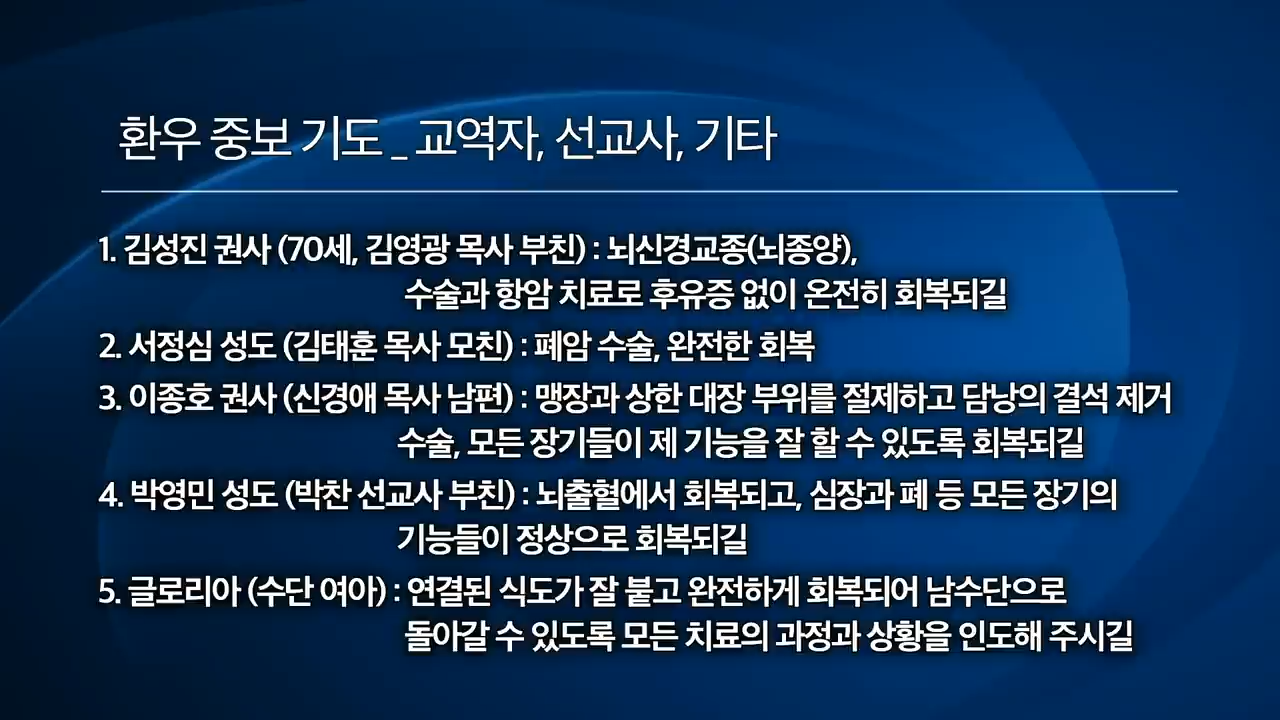 환우 중보 기도 _ 교역자, 선교사, 기타
1. 김성진 권사 (70세, 김영광 목사 부친) : 뇌신경교종(뇌종양),
수술과 항암 치료로 후유증 없이 온전히 회복되길
2. 서정심 성도 (김태훈 목사 모친) : 폐암 수술, 완전한 회복
3. 이종호 권사 (신경애 목사 남편) : 맹장과 상한 대장 부위를 절제하고 담낭의 결석 제거
수술, 모든 장기들이 제 기능을 잘 할 수 있도록 회복되길
4. 박영민 성도 (박찬 선교사 부친) : 뇌출혈에서 회복되고, 심장과 폐 등 모든 장기의
기능들이 정상으로 회복되길
5. 글로리아 (수단 여아) : 연결된 식도가 잘 붙고 완전하게 회복되어 남수단으로
돌아갈 수 있도록 모든 치료의 과정과 상황을 인도해 주시길